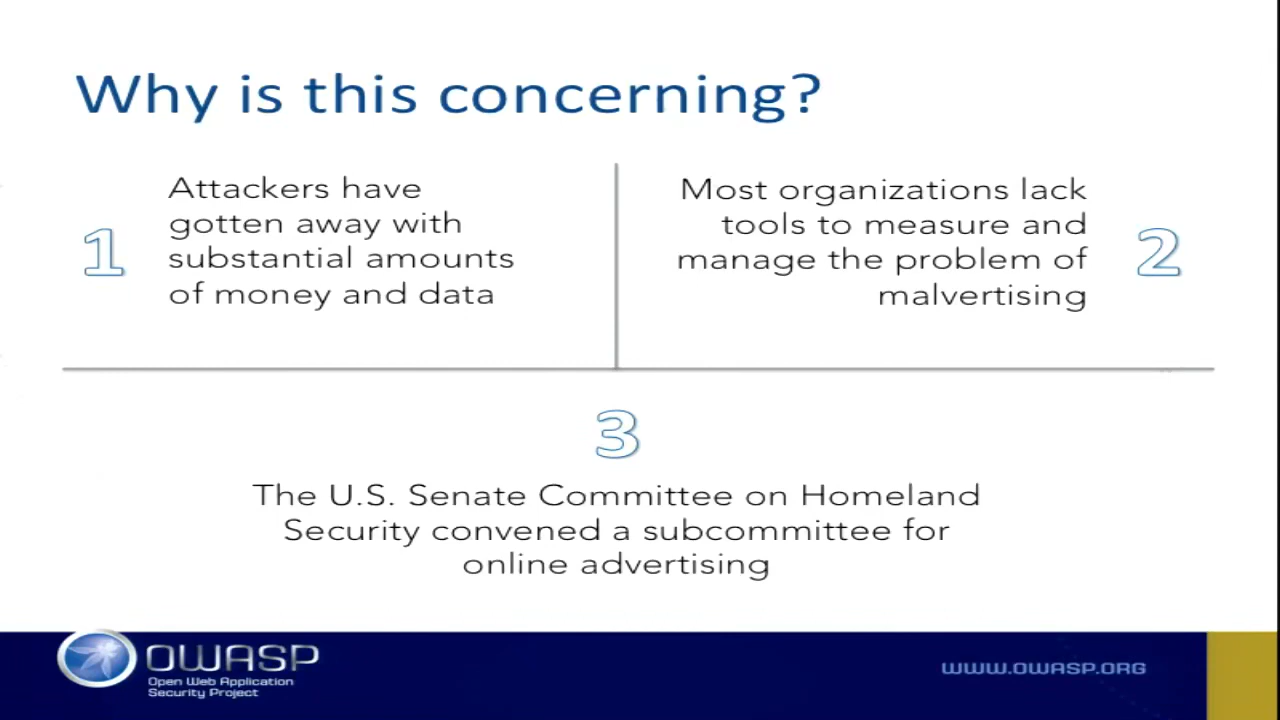 Why is this concerning?
1
Attackers have
gotten away with
substantial amounts
of money and data
Most organizations lack
tools to measure and
manage the problem of
malvertising
2
3
The U.S. Senate Committee on Homeland
Security convened a subcommittee for
online advertising
OWASP
Open Web Application
Security Project
WWW.OWASP.ORG